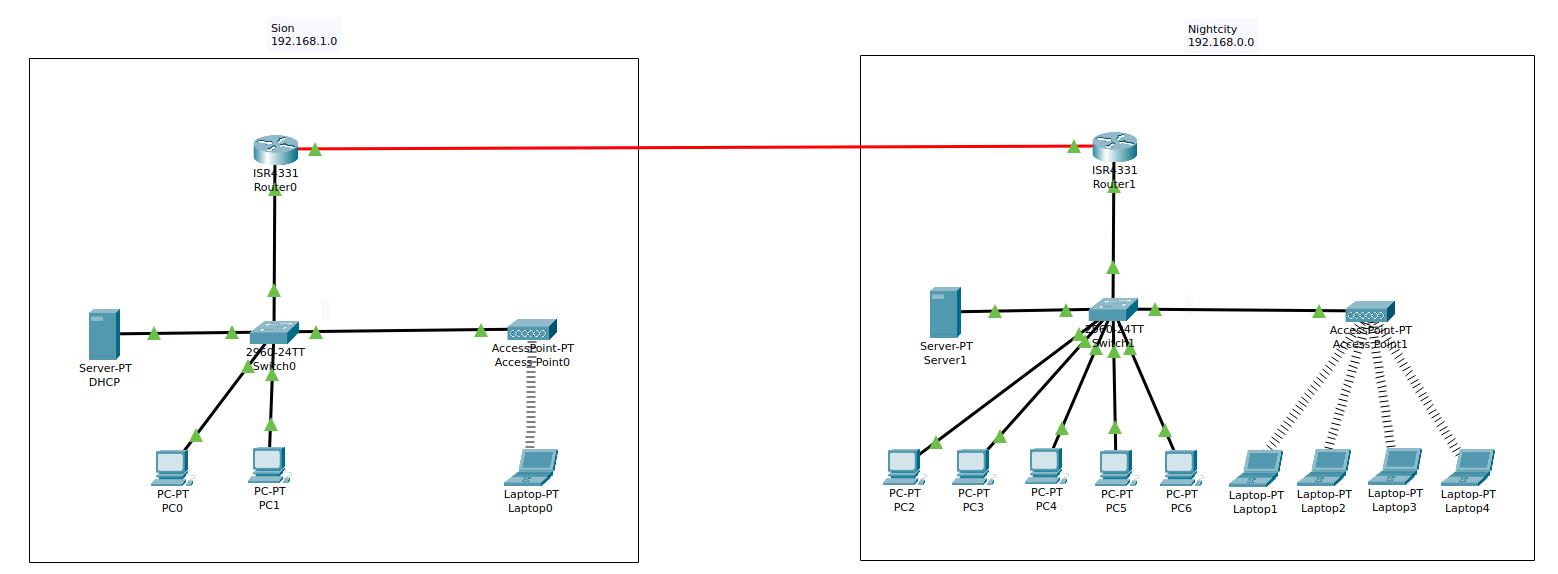 Sion
192.168.1.0
Nightcity
192.168.0.0
ISR4331
Router0
ISR4331
Router1
Server-PT
DHCP
2960-24TT
Switch0
AccessPoint-PT
Access Point0
Server-PT
Server1
2960-24TT
Switch1
AccessPoint-PT
Access Point1
PC-PT
PC0
PC-PT
PC1
Laptop-PT
Laptop0
PC-PT
PC2
PC-PT
PC3
PC-PT
PC4
PC-PT
PC5
PC-PT
PC6
Laptop-PT
Laptop1
Laptop-PT
Laptop2
Laptop-PT
Laptop3
Laptop-PT
Laptop4